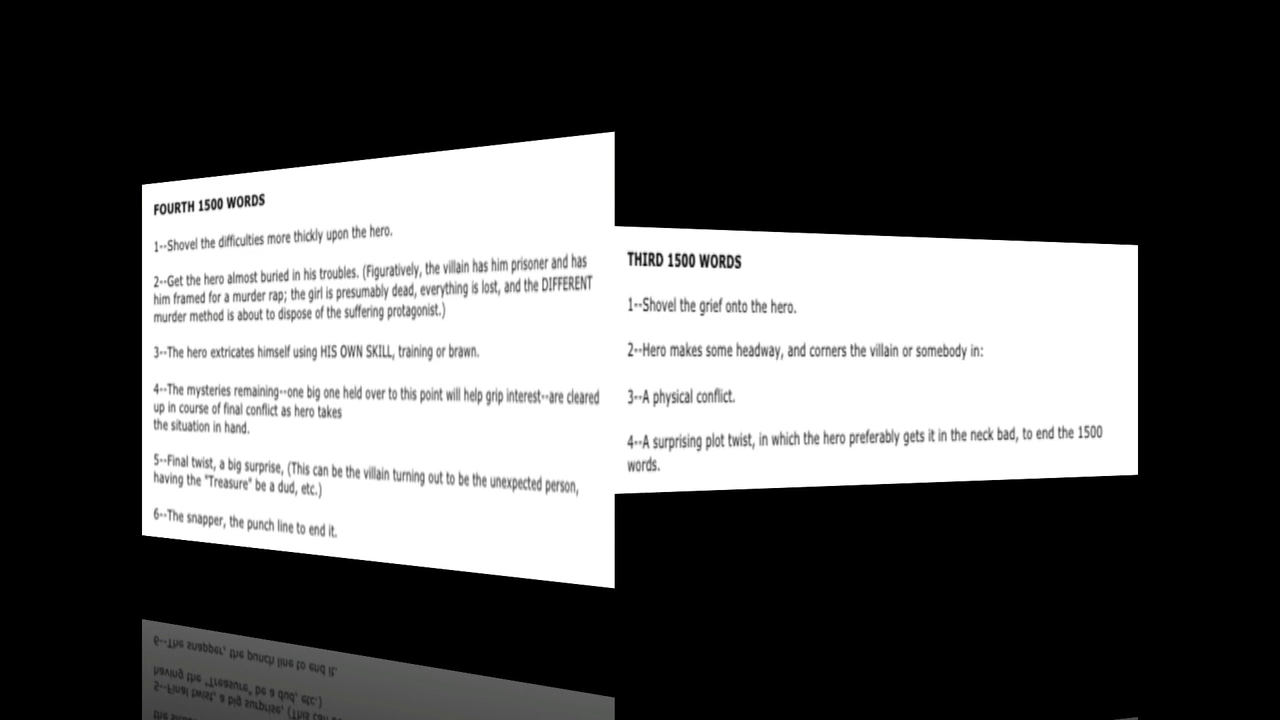 FOURTH 1500 WORDS
1--Shovel the difficulties more thickly upon the hero.
2--Get the hero almost buried in his troubles. (Figuratively, the villain has him prisoner and has
him framed for a murder rap; the girl is presumably dead, everything is lost, and the DIFFERENT
murder method is about to dispose of the suffering protagonist.)
3--The hero extricates himself using HIS OWN SKILL, training or brawn.
4--The mysteries remaining--one big one held over to this point will help grip interest--are cleared
up in course of final conflict as hero takes
the situation in hand.
5--Final twist, a big surprise, (This can be the villain turning out to be the unexpected person,
having the "Treasure" be a dud, etc.)
6--The snapper, the punch line to end it.
THIRD 1500 WORDS
1--Shovel the grief onto the hero.
2--Hero makes some headway, and corners the villain or somebody in:
3--A physical conflict.
4--A surprising plot twist, in which the hero preferably gets it in the neck bad, to end the 1500
words.